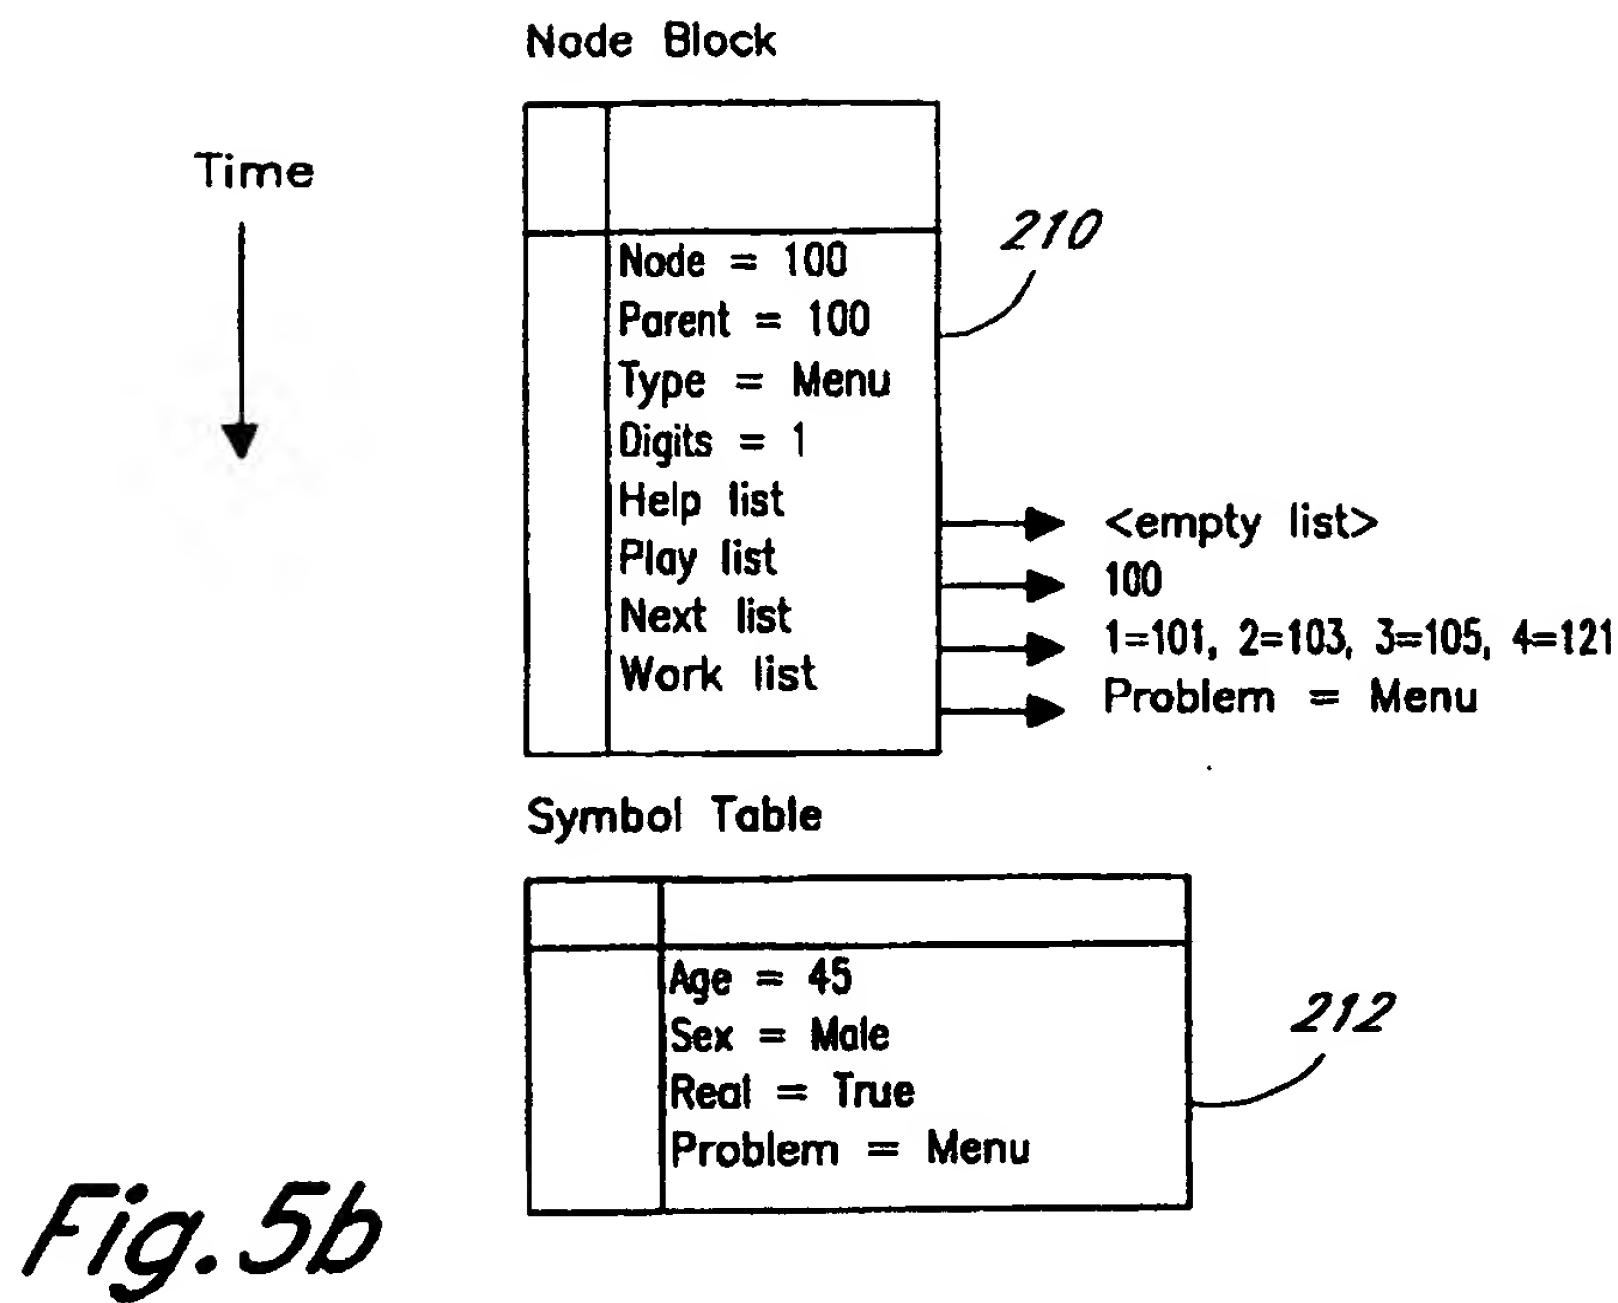 Node Block
Time
210
Node = 100
Parent = 100
Type = Menu
Digits = 1
Help list
<empty list>
Play list
100
Next list
1=101, 2=103, 3=105, 4=121
Work list
Problem = Menu
Symbol Table
Age = 45
Sex = Male
212
Real = True
Problem = Menu
Fig. 5b